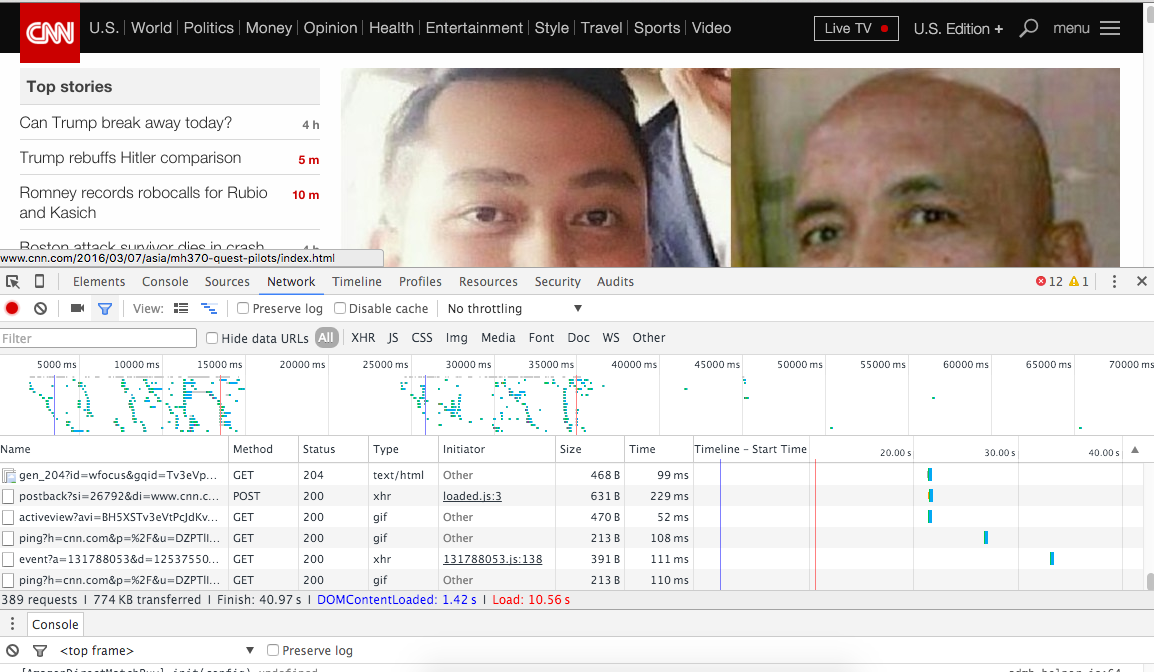 CNN U.S. World Politics Money Opinion Health Entertainment Style Travel Sports Video Live TV U.S. Edition + menu
Top stories
Can Trump break away today? 4 h
Trump rebuffs Hitler comparison 5 m
Romney records robocalls for Rubio 10 m
and Kasich
Boston attack survivor dies in crash 4 h
www.cnn.com/2016/03/07/asia/mh370-quest-pilots/index.html
Elements Console Sources Network Timeline Profiles Resources Security Audits 12 1
View: Preserve log Disable cache No throttling
Filter Hide data URLs All XHR JS CSS Img Media Font Doc WS Other
5000 ms 10000 ms 15000 ms 20000 ms 25000 ms 30000 ms 35000 ms 40000 ms 45000 ms 50000 ms 55000 ms 60000 ms 65000 ms 70000 ms
Name Method Status Type Initiator Size Time Timeline – Start Time 20.00 s 30.00 s 40.00 s
gen_204?id=wfocus&gqid=Tv3eVp... GET 204 text/html Other 468 B 99 ms
postback?si=26792&di=www.cnn.c... POST 200 xhr loaded.js:3 631 B 229 ms
activeview?avi=BH5XSTv3eVtPcJdKv... GET 200 gif Other 470 B 52 ms
ping?h=cnn.com&p=%2F&u=DZPTlI... GET 200 gif Other 213 B 108 ms
event?a=131788053&d=12537550... GET 200 xhr 131788053.js:138 391 B 111 ms
ping?h=cnn.com&p=%2F&u=DZPTlI... GET 200 gif Other 213 B 110 ms
389 requests | 774 KB transferred | Finish: 40.97 s | DOMContentLoaded: 1.42 s | Load: 10.56 s
Console
<top frame> Preserve log